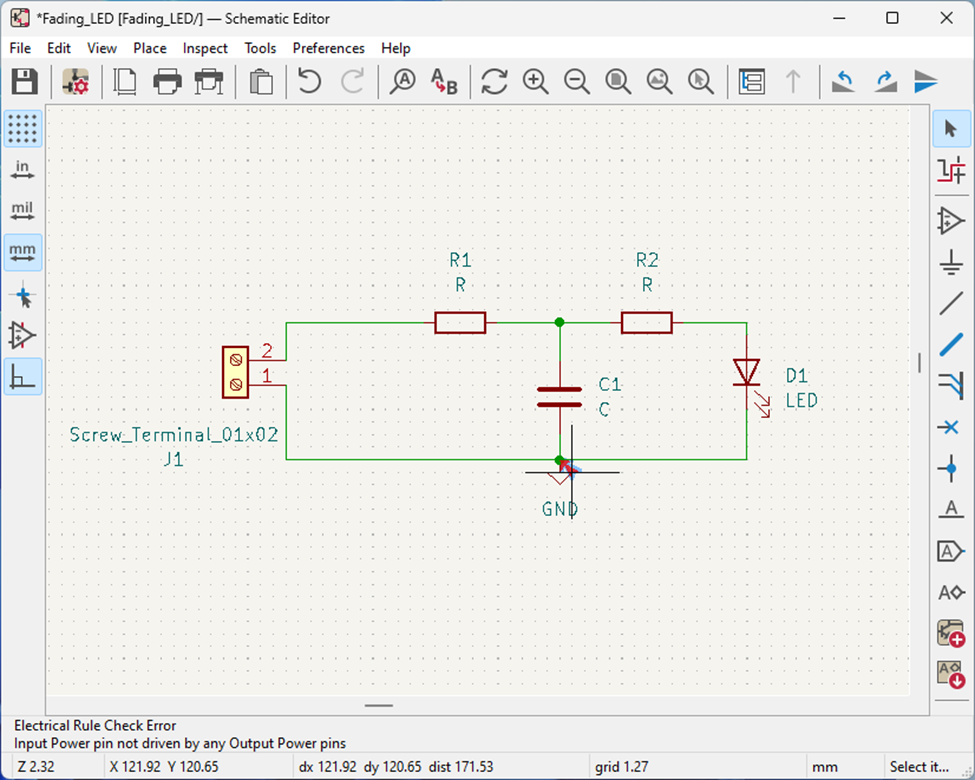 *Fading_LED [Fading_LED/] — Schematic Editor
File Edit View Place Inspect Tools Preferences Help
A
A B
in
mil
mm
R1
R
R2
R
2
1
C1
C
D1
LED
Screw_Terminal_01x02
J1
GND
A
A
A
A
Electrical Rule Check Error
Input Power pin not driven by any Output Power pins
Z 2.32 X 121.92 Y 120.65 dx 121.92 dy 120.65 dist 171.53 grid 1.27 mm Select it...